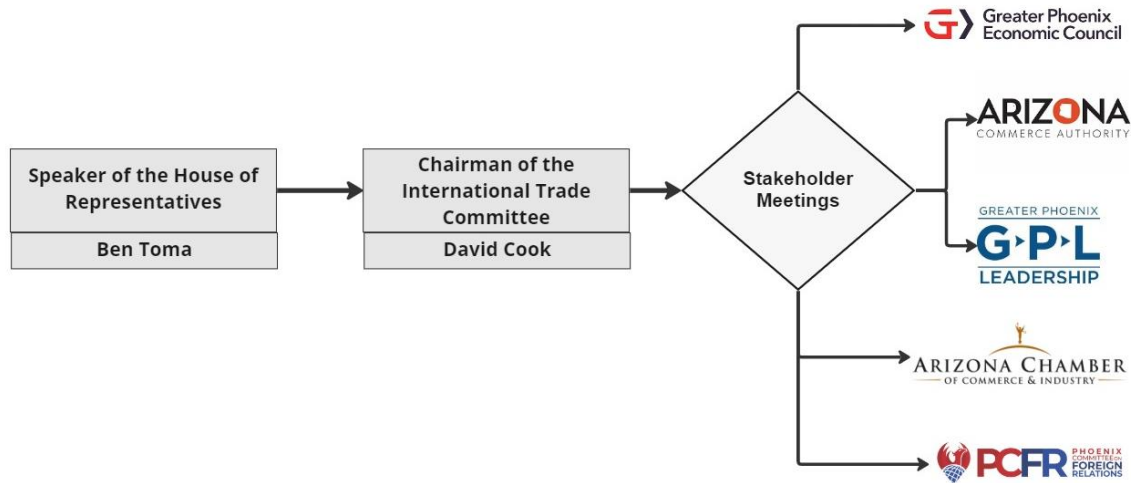 Speaker of the House of
Representatives
Ben Toma
Chairman of the
International Trade
Committee
David Cook
Stakeholder
Meetings
G
Greater Phoenix
Economic Council
ARIZONA
COMMERCE AUTHORITY
GREATER PHOENIX
G▸P▸L
LEADERSHIP
ARIZONA CHAMBER
OF COMMERCE & INDUSTRY
PCFR
PHOENIX
COMMITTEE ON
FOREIGN
RELATIONS